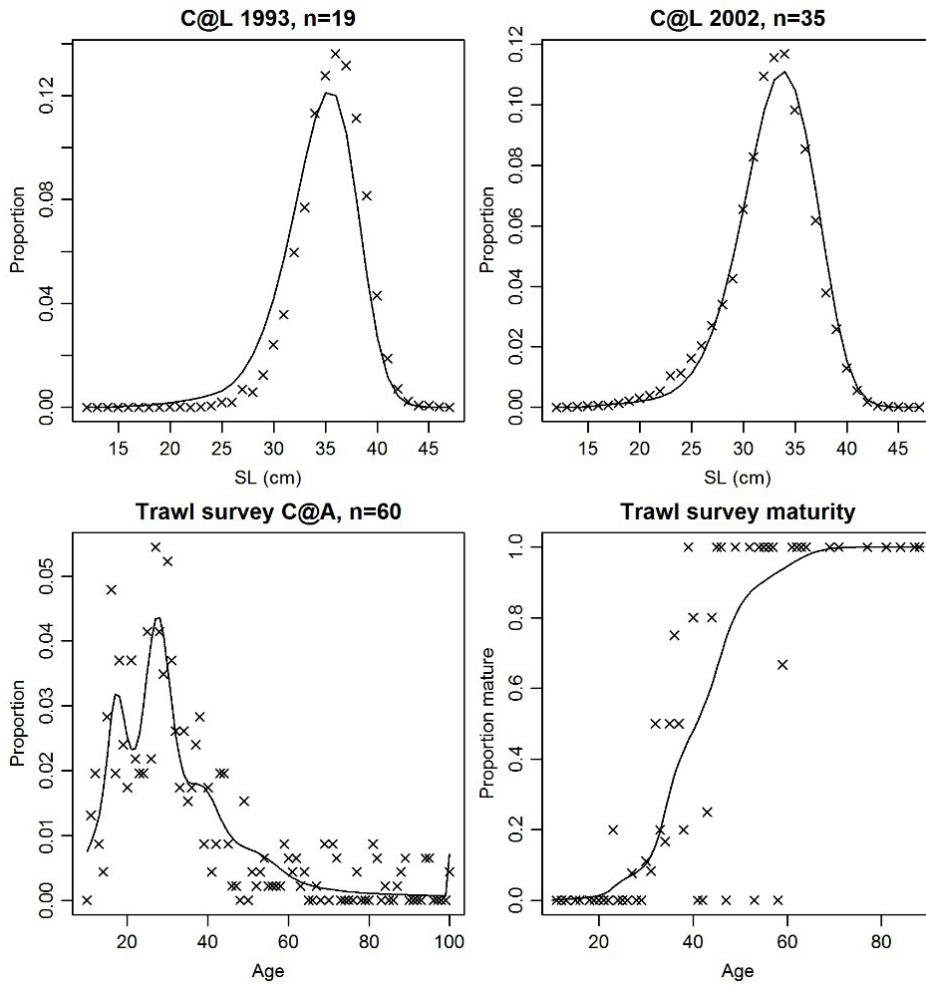 C@L 1993, n=19
Proportion
0.00 0.04 0.08 0.12
15 20 25 30 35 40 45
SL (cm)
C@L 2002, n=35
Proportion
0.00 0.02 0.04 0.06 0.08 0.10 0.12
15 20 25 30 35 40 45
SL (cm)
Trawl survey C@A, n=60
Proportion
0.00 0.01 0.02 0.03 0.04 0.05
20 40 60 80 100
Age
Trawl survey maturity
Proportion mature
0.0 0.2 0.4 0.6 0.8 1.0
20 40 60 80
Age